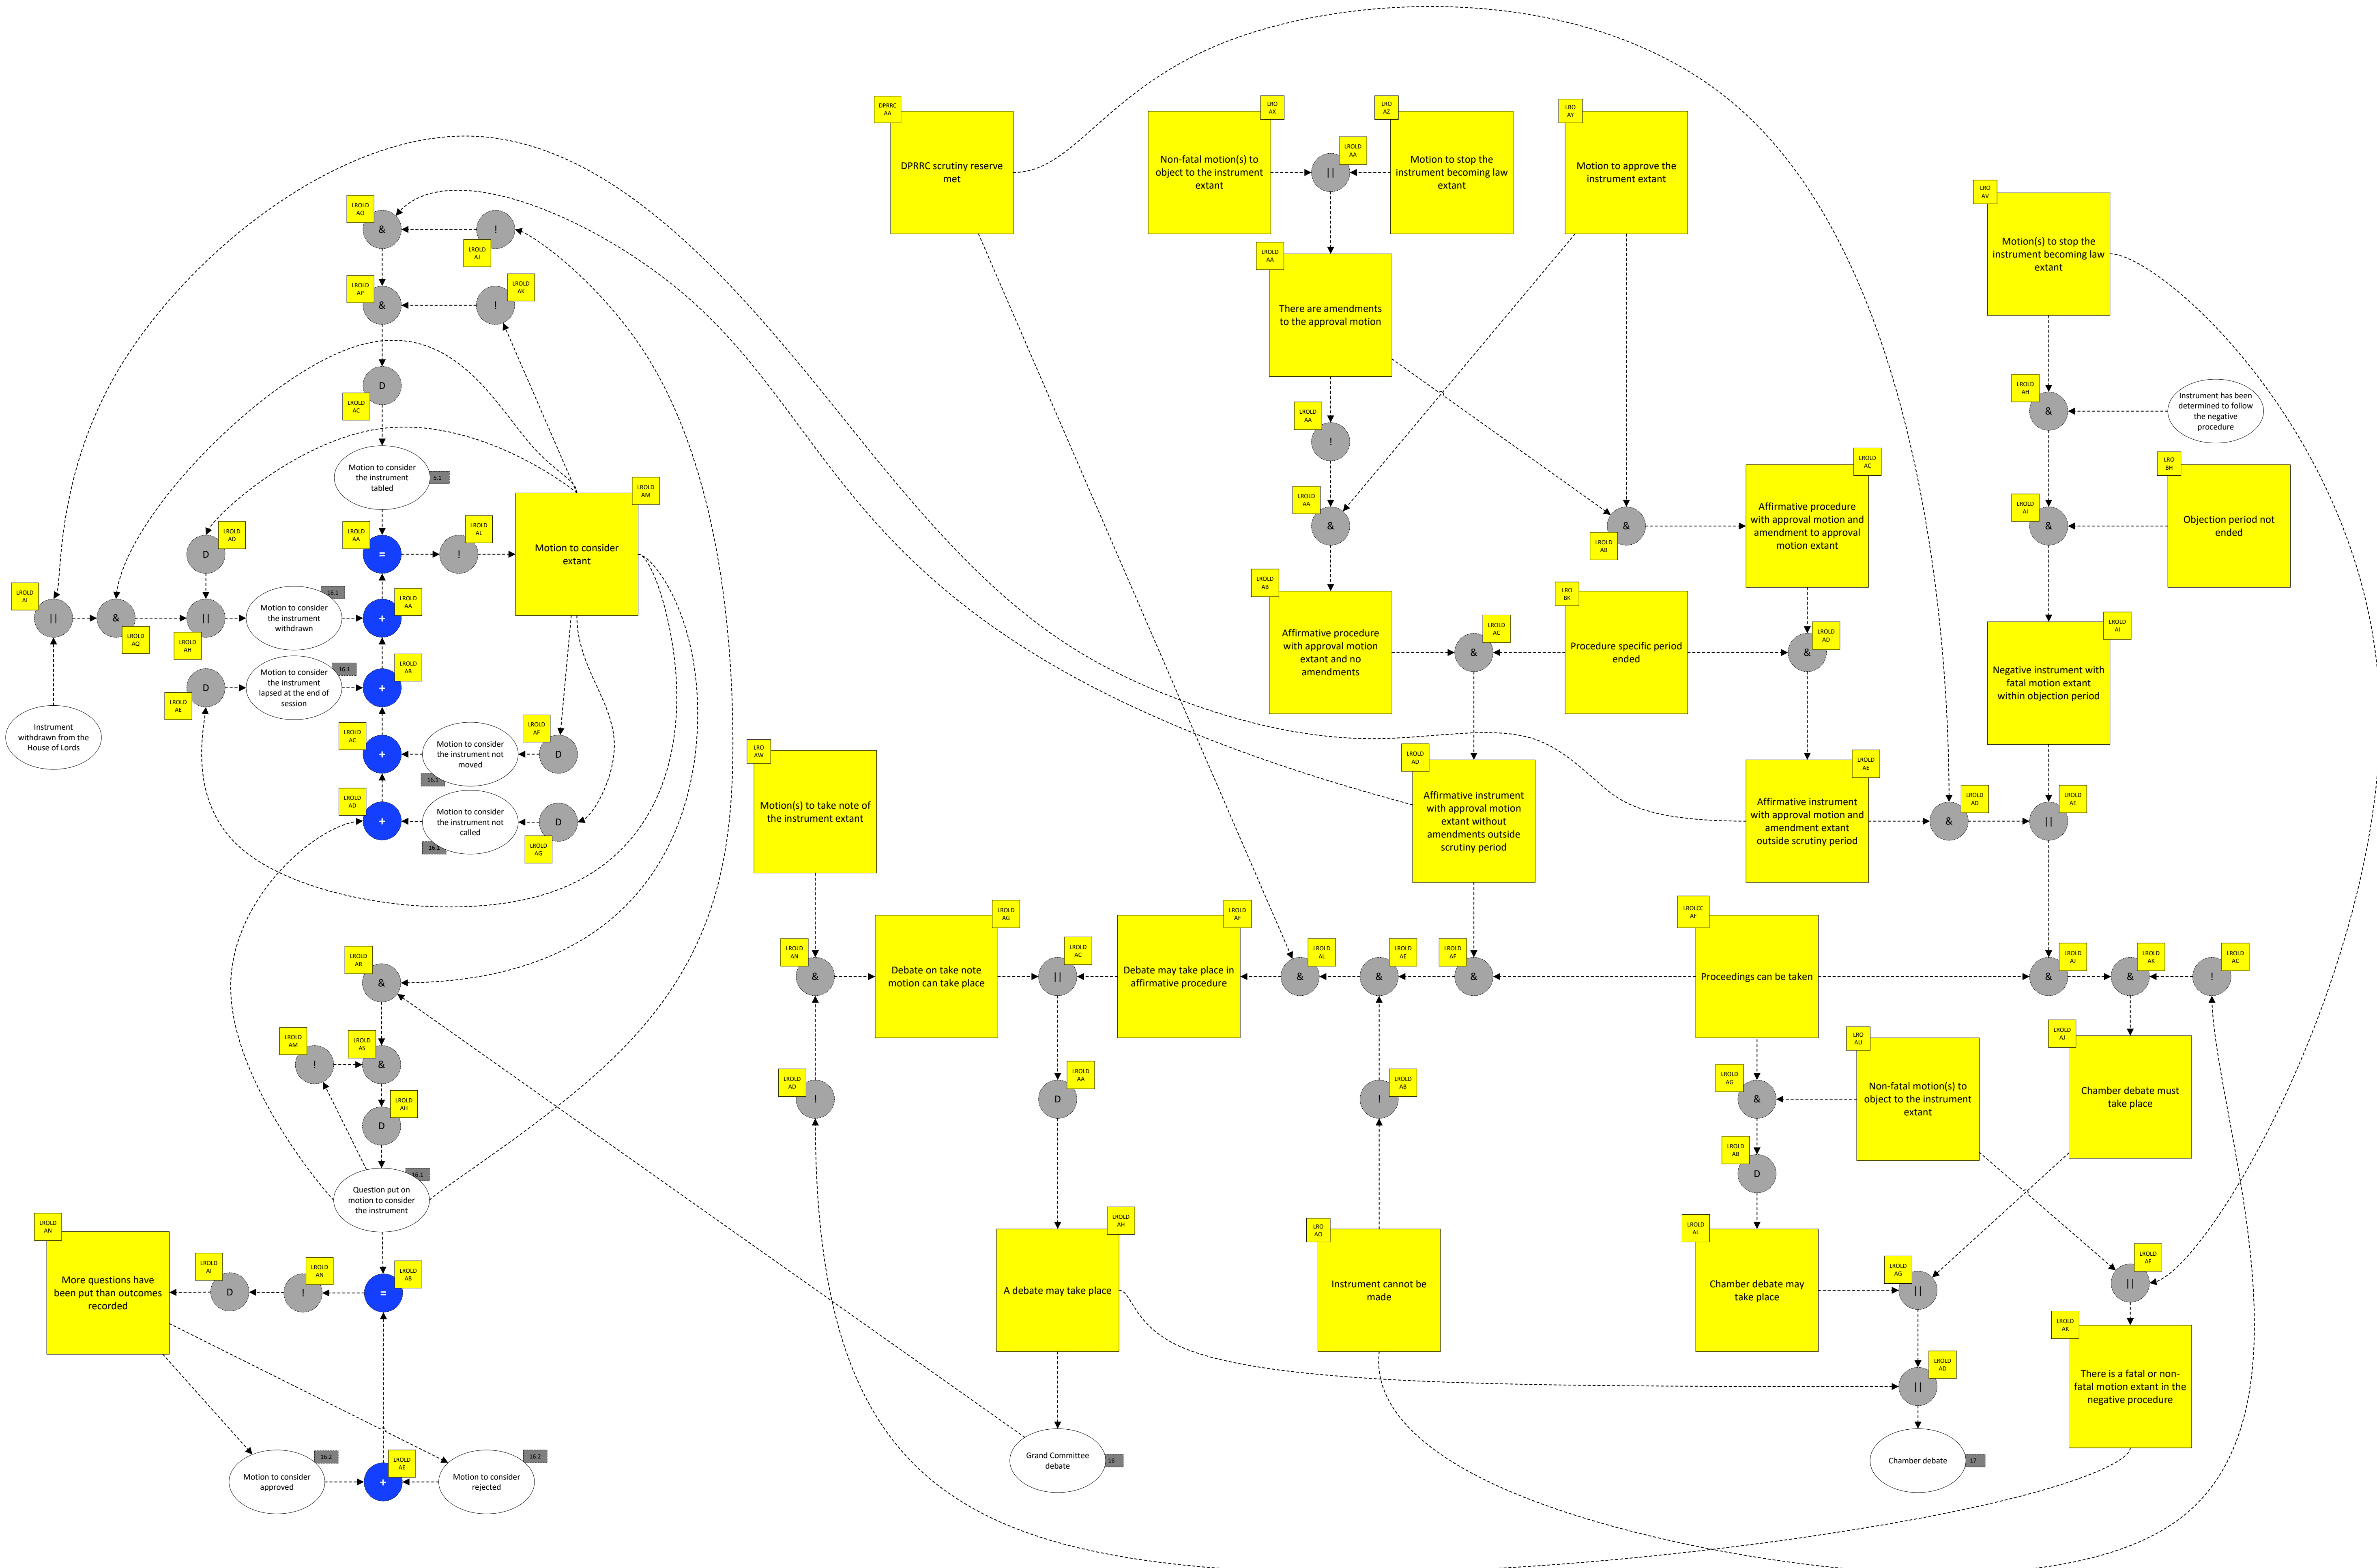 DPRRC
AA
DPRRC scrutiny reserve
met
LRO
AX
Non-fatal motion(s) to
object to the instrument
extant
LROLD
AA
||
LRO
AZ
Motion to stop the
instrument becoming law
extant
LRO
AY
Motion to approve the
instrument extant
LRO
AV
Motion(s) to stop the
instrument becoming law
extant
LROLD
AO
&
!
LROLD
AJ
LROLD
AP
&
!
LROLD
AK
LROLD
AC
D
Motion to consider
the instrument
tabled
5.1
LROLD
AA
There are amendments
to the approval motion
LROLD
AA
!
LROLD
AH
&
Instrument has been
determined to follow
the negative
procedure
LROLD
AD
D
LROLD
AA
=
LROLD
AL
!
LROLD
AM
Motion to consider
extant
LROLD
AA
&
LROLD
AB
&
LROLD
AC
Affirmative procedure
with approval motion and
amendment to approval
motion extant
LROLD
AI
&
LRO
BH
Objection period not
ended
LROLD
AI
||
LROLD
AQ
&
LROLD
AH
||
Motion to consider
the instrument
withdrawn
16.1
LROLD
AA
+
LROLD
AE
D
Motion to consider
the instrument
lapsed at the end of
session
16.1
LROLD
AB
+
LROLD
AB
Affirmative procedure
with approval motion
extant and no
amendments
LROLD
AC
&
LRO
BK
Procedure specific period
ended
LROLD
AD
&
LROLD
AI
Negative instrument with
fatal motion extant
within objection period
Instrument
withdrawn from the
House of Lords
LROLD
AC
+
Motion to consider
the instrument not
moved
16.1
LROLD
AF
D
LROLD
AD
+
Motion to consider
the instrument not
called
16.1
LROLD
AG
D
LRO
AW
Motion(s) to take note of
the instrument extant
LROLD
AD
Affirmative instrument
with approval motion
extant without
amendments outside
scrutiny period
LROLD
AE
Affirmative instrument
with approval motion and
amendment extant
outside scrutiny period
LROLD
AD
&
LROLD
AE
||
LROLD
AR
&
LROLD
AN
&
LROLD
AG
Debate on take note
motion can take place
LROLD
AC
||
LROLD
AF
Debate may take place in
affirmative procedure
LROLD
AL
&
LROLD
AE
&
LROLD
AF
&
LROLCC
AF
Proceedings can be taken
LROLD
AJ
&
LROLD
AK
&
LROLD
AC
!
LROLD
AM
!
LROLD
AS
&
LROLD
AH
D
LROLD
AD
!
LROLD
AA
D
LROLD
AB
!
LROLD
AG
&
LRO
AU
Non-fatal motion(s) to
object to the instrument
extant
LROLD
AJ
Chamber debate must
take place
LROLD
AB
D
Question put on
motion to consider
the instrument
16.1
LROLD
AN
More questions have
been put than outcomes
recorded
LROLD
AI
D
LROLD
AN
!
LROLD
AB
=
LROLD
AH
A debate may take place
LRO
AO
Instrument cannot be
made
LROLD
AL
Chamber debate may
take place
LROLD
AG
||
LROLD
AF
||
LROLD
AD
||
LROLD
AK
There is a fatal or non-
fatal motion extant in the
negative procedure
Motion to consider
approved
16.2
LROLD
AE
+
Motion to consider
rejected
16.2
Grand Committee
debate
16
Chamber debate
17